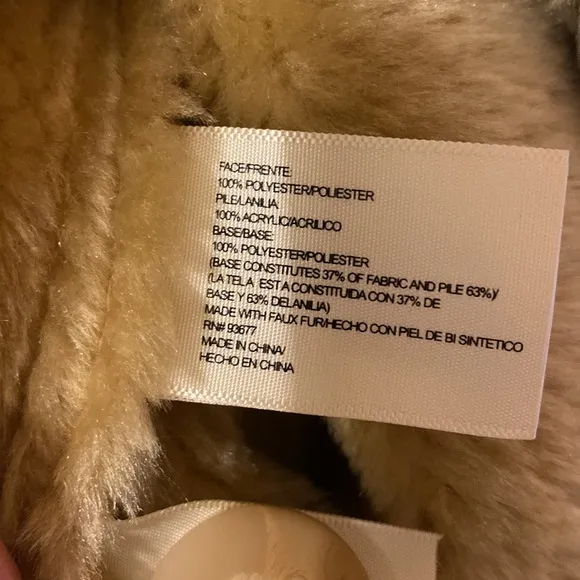 FACE/FRENTE:
100% POLYESTER/POLIESTER
PILE/LANILIA:
100% ACRYLIC/ACRILICO
BASE/BASE:
100% POLYESTER/POLIESTER
(BASE CONSTITUTES 37% OF FABRIC AND PILE 63%)/
(LA TELA EST A CONSTITUIDA CON 37% DE
BASE Y 63% DELANILIA)
MADE WITH FAUX FUR/HECHO CON PIEL DE BI SINTETICO
RN# 93677
MADE IN CHINA/
HECHO EN CHINA